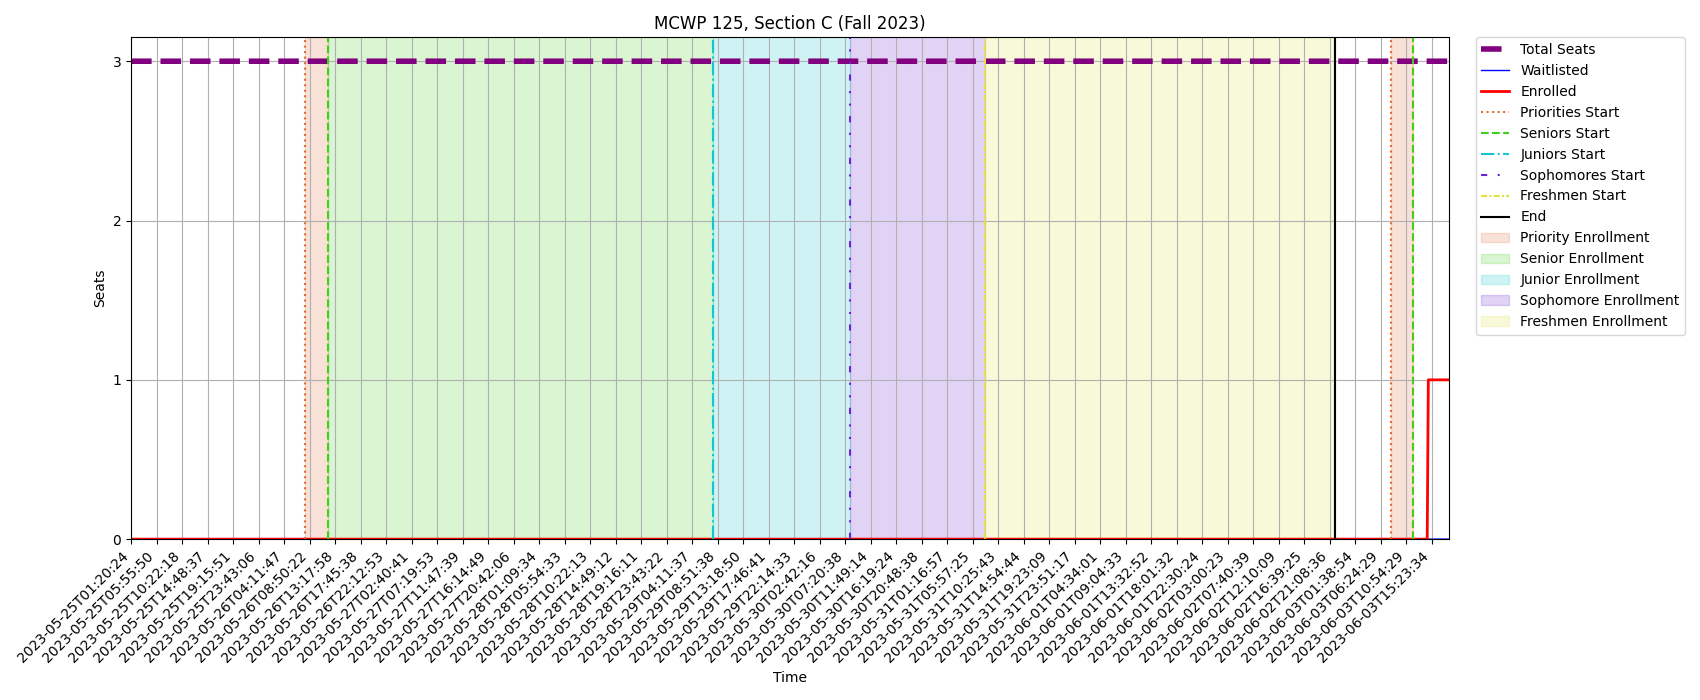 MCWP 125, Section C (Fall 2023)
Seats
3
2
1
0
2023-05-25T01:20:24
2023-05-25T05:55:50
2023-05-25T10:22:18
2023-05-25T14:48:37
2023-05-25T19:15:51
2023-05-25T23:43:06
2023-05-26T04:11:47
2023-05-26T08:50:22
2023-05-26T13:17:58
2023-05-26T17:45:38
2023-05-26T22:12:53
2023-05-27T02:40:41
2023-05-27T07:19:53
2023-05-27T11:47:39
2023-05-27T16:14:49
2023-05-27T20:42:06
2023-05-28T01:09:34
2023-05-28T05:54:33
2023-05-28T10:22:13
2023-05-28T14:49:12
2023-05-28T19:16:11
2023-05-28T23:43:22
2023-05-29T04:11:37
2023-05-29T08:51:38
2023-05-29T13:18:50
2023-05-29T17:46:41
2023-05-29T22:14:33
2023-05-30T02:42:16
2023-05-30T07:20:38
2023-05-30T11:49:14
2023-05-30T16:19:24
2023-05-30T20:48:38
2023-05-31T01:16:57
2023-05-31T05:57:25
2023-05-31T10:25:43
2023-05-31T14:54:44
2023-05-31T19:23:09
2023-05-31T23:51:17
2023-06-01T04:34:01
2023-06-01T09:04:33
2023-06-01T13:32:52
2023-06-01T18:01:32
2023-06-01T22:30:24
2023-06-02T03:00:23
2023-06-02T07:40:39
2023-06-02T12:10:09
2023-06-02T16:39:25
2023-06-02T21:08:36
2023-06-03T01:38:54
2023-06-03T06:24:29
2023-06-03T10:54:29
2023-06-03T15:23:34
Time
Total Seats
Waitlisted
Enrolled
Priorities Start
Seniors Start
Juniors Start
Sophomores Start
Freshmen Start
End
Priority Enrollment
Senior Enrollment
Junior Enrollment
Sophomore Enrollment
Freshmen Enrollment